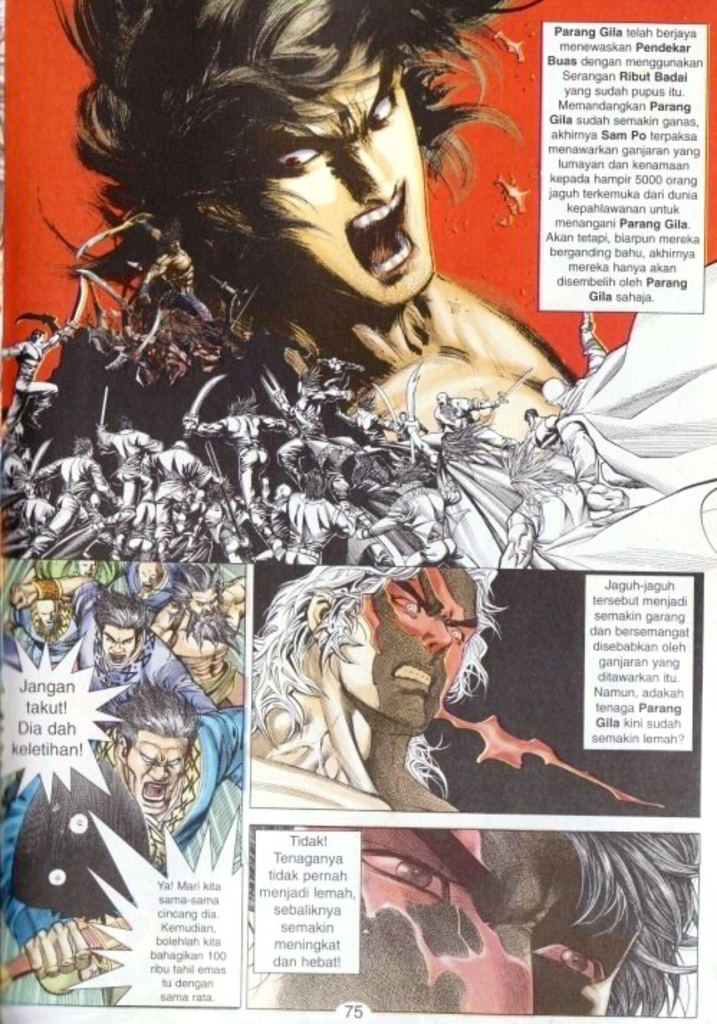 Parang Gila telah berjaya
menewaskan Pendekar
Buas dengan menggunakan
Serangan Ribut Badai
yang sudah pupus itu.
Memandangkan Parang
Gila sudah semakin ganas,
akhirnya Sam Po terpaksa
menawarkan ganjaran yang
lumayan dan kenamaan
kepada hampir 5000 orang
jaguh terkemuka dari dunia
kepahlawanan untuk
menangani Parang Gila.
Akan tetapi, biarpun mereka
berganding bahu, akhirnya
mereka hanya akan
disembelih oleh Parang
Gila sahaja.
Jangan
takut!
Dia dah
keletihan!
Ya! Mari kita
sama-sama
cincang dia.
Kemudian,
bolehlah kita
bahagikan 100
ribu tahil emas
tu dengan
sama rata.
Jaguh-jaguh
tersebut menjadi
semakin garang
dan bersemangat
disebabkan oleh
ganjaran yang
ditawarkan itu.
Namun, adakah
tenaga Parang
Gila kini sudah
semakin lemah?
Tidak!
Tenaganya
tidak pernah
menjadi lemah,
sebaliknya
semakin
meningkat
dan hebat!
75